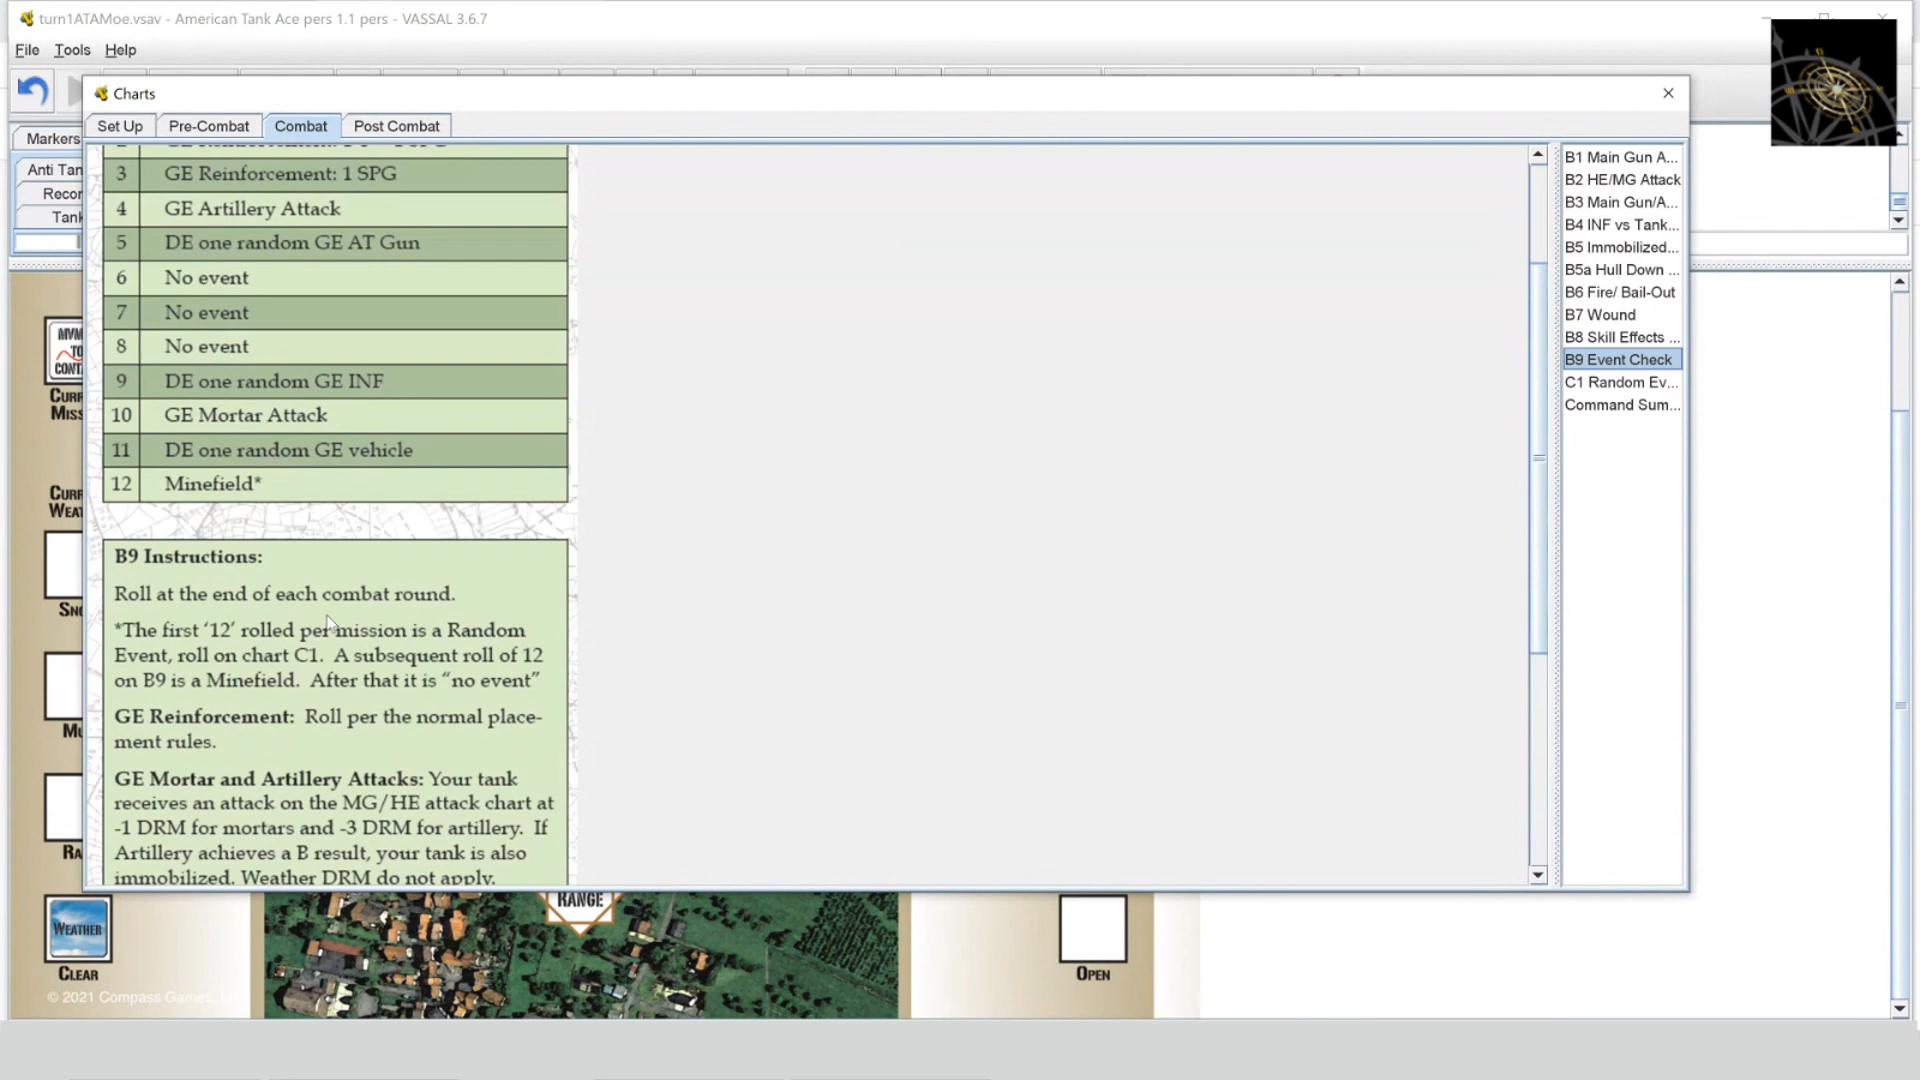 turn1ATAMoe.vsav - American Tank Ace pers 1.1 pers - VASSAL 3.6.7
File Tools Help
Charts
Set Up Pre-Combat Combat Post Combat
Markers
Anti Tan
Recor
Tank
3 GE Reinforcement: 1 SPG
4 GE Artillery Attack
5 DE one random GE AT Gun
6 No event
7 No event
8 No event
9 DE one random GE INF
10 GE Mortar Attack
11 DE one random GE vehicle
12 Minefield*
B9 Instructions:
Roll at the end of each combat round.
*The first ‘12’ rolled per mission is a Random
Event, roll on chart C1. A subsequent roll of 12
on B9 is a Minefield. After that it is “no event”
GE Reinforcement: Roll per the normal place-
ment rules.
GE Mortar and Artillery Attacks: Your tank
receives an attack on the MG/HE attack chart at
-1 DRM for mortars and -3 DRM for artillery. If
Artillery achieves a B result, your tank is also
immobilized. Weather DRM do not apply.
B1 Main Gun A...
B2 HE/MG Attack
B3 Main Gun/A...
B4 INF vs Tank...
B5 Immobilized...
B5a Hull Down ...
B6 Fire/ Bail-Out
B7 Wound
B8 Skill Effects ...
B9 Event Check
C1 Random Ev...
Command Sum...
MVM
TO
CONT
CURR
MISS
CURR
WEAT
SNO
MU
RA
WEATHER
CLEAR
© 2021 Compass Games, L
RANGE
OPEN